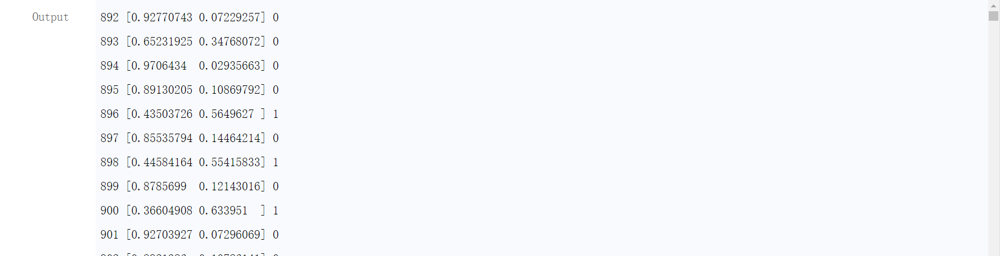 Output
892 [0.92770743 0.07229257] 0
893 [0.65231925 0.34768072] 0
894 [0.9706434  0.02935663] 0
895 [0.89130205 0.10869792] 0
896 [0.43503726 0.5649627 ] 1
897 [0.85535794 0.14464214] 0
898 [0.44584164 0.55415833] 1
899 [0.8785699  0.12143016] 0
900 [0.36604908 0.633951  ] 1
901 [0.92703927 0.07296069] 0